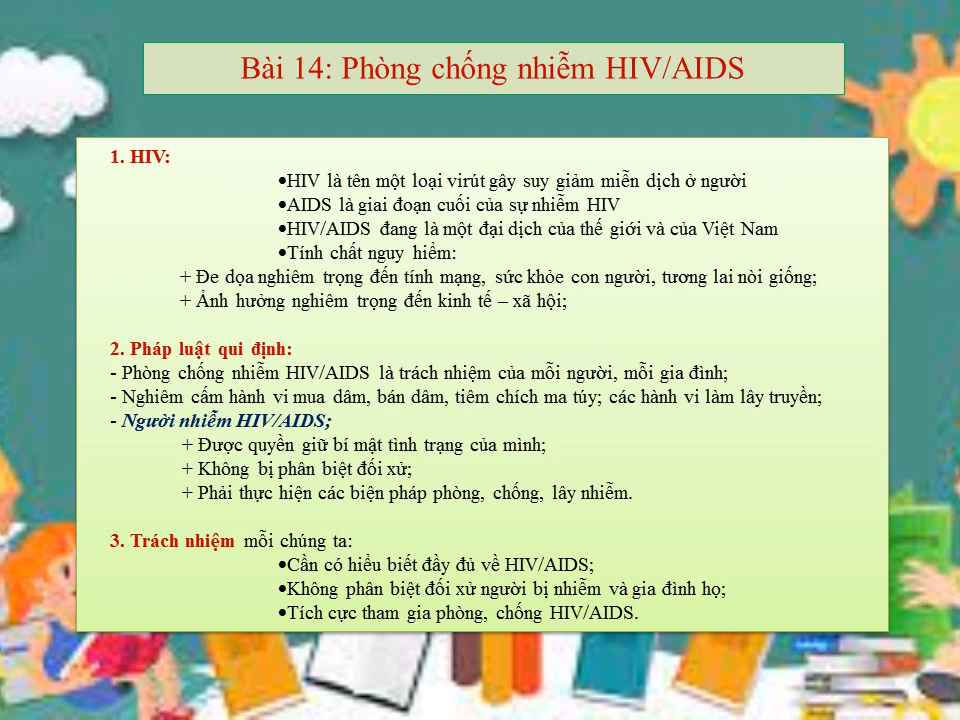 Bài 14: Phòng chống nhiễm HIV/AIDS
1. HIV:
•HIV là tên một loại virút gây suy giảm miễn dịch ở người
•AIDS là giai đoạn cuối của sự nhiễm HIV
•HIV/AIDS đang là một đại dịch của thế giới và của Việt Nam
•Tính chất nguy hiểm:
+ Đe dọa nghiêm trọng đến tính mạng, sức khỏe con người, tương lai nòi giống;
+ Ảnh hưởng nghiêm trọng đến kinh tế – xã hội;
2. Pháp luật qui định:
- Phòng chống nhiễm HIV/AIDS là trách nhiệm của mỗi người, mỗi gia đình;
- Nghiêm cấm hành vi mua dâm, bán dâm, tiêm chích ma túy; các hành vi làm lây truyền;
- Người nhiễm HIV/AIDS;
+ Được quyền giữ bí mật tình trạng của mình;
+ Không bị phân biệt đối xử;
+ Phải thực hiện các biện pháp phòng, chống, lây nhiễm.
3. Trách nhiệm mỗi chúng ta:
•Cần có hiểu biết đầy đủ về HIV/AIDS;
•Không phân biệt đối xử người bị nhiễm và gia đình họ;
•Tích cực tham gia phòng, chống HIV/AIDS.